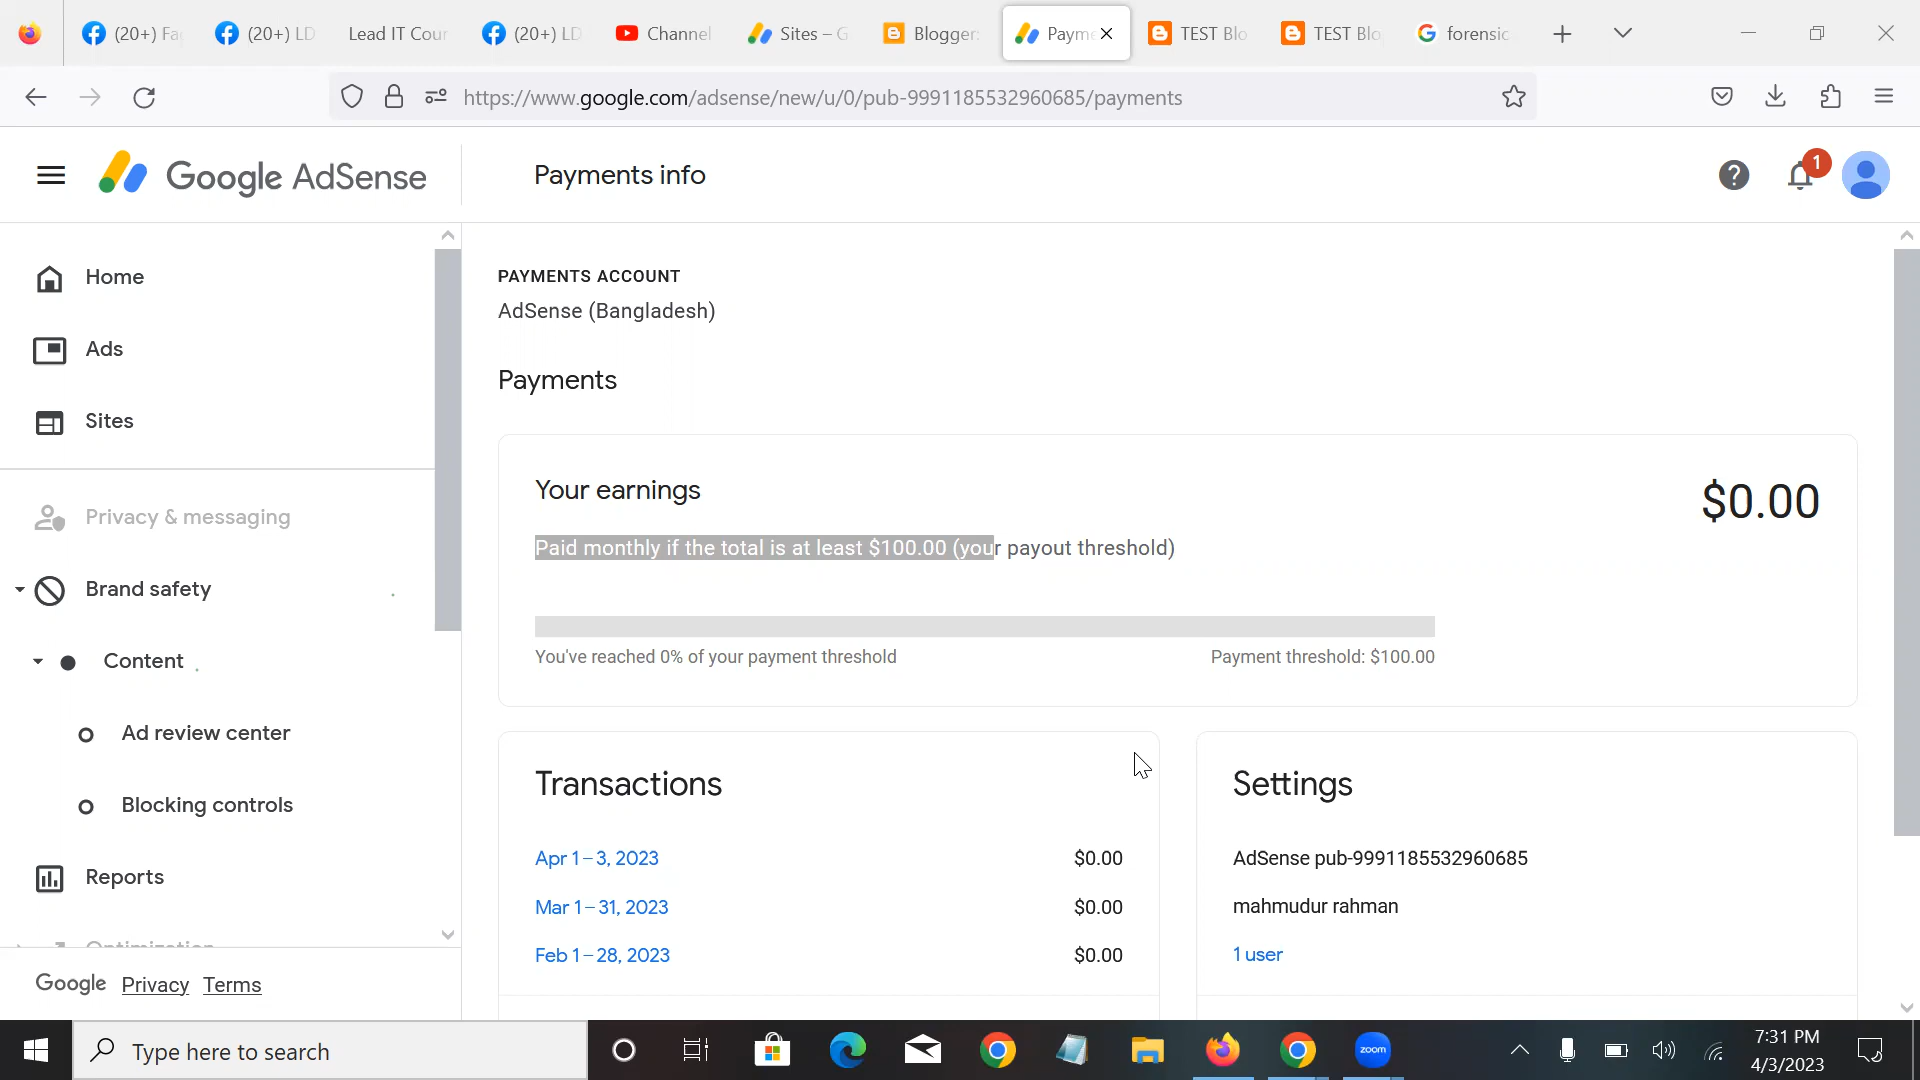 (20+) Fa
(20+) LD
Lead IT Cour
(20+) LD
Channel
Sites – G
Blogger:
Payme
TEST Blo
TEST Blo
forensic
https://www.google.com/adsense/new/u/0/pub-9991185532960685/payments
Google AdSense
Payments info
1
Home
Ads
Sites
Privacy & messaging
Brand safety
Content
Ad review center
Blocking controls
Reports
Optimization
Google Privacy Terms
PAYMENTS ACCOUNT
AdSense (Bangladesh)
Payments
Your earnings
$0.00
Paid monthly if the total is at least $100.00 (your payout threshold)
You've reached 0% of your payment threshold
Payment threshold: $100.00
Transactions
Apr 1–3, 2023 $0.00
Mar 1–31, 2023 $0.00
Feb 1–28, 2023 $0.00
Settings
AdSense pub-9991185532960685
mahmudur rahman
1 user
Type here to search
zoom
7:31 PM
4/3/2023